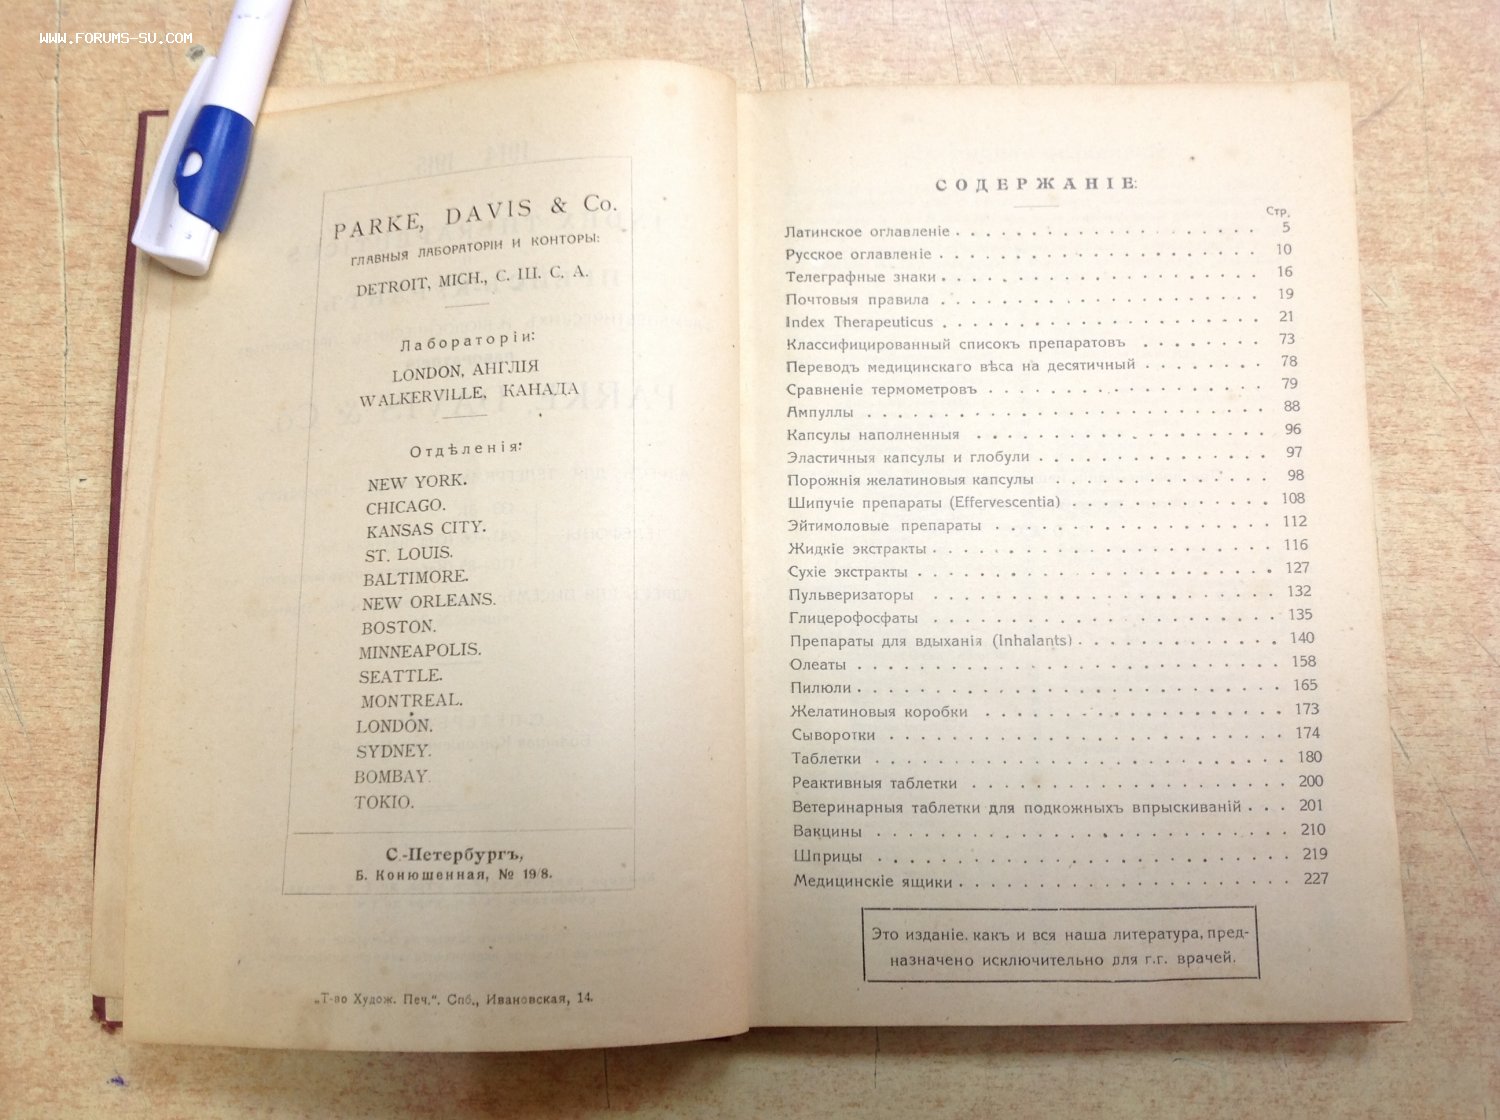 WWW.FORUMS-SU.COM
PARKE, DAVIS & Co.
ГЛАВНЫЯ ЛАБОРАТОРІИ И КОНТОРЫ:
DETROIT, MICH., С. Ш. С. А.
Лабораторіи:
LONDON, АНГЛІЯ
WALKERVILLE, КАНАДА
Отдѣленія:
NEW YORK.
CHICAGO.
KANSAS CITY.
ST. LOUIS.
BALTIMORE.
NEW ORLEANS.
BOSTON.
MINNEAPOLIS.
SEATTLE.
MONTREAL.
LONDON.
SYDNEY.
BOMBAY.
TOKIO.
С.-Петербургъ,
Б. Конюшенная, № 19/8.
„Т-во Худож. Печ.“. Спб., Ивановская, 14.
СОДЕРЖАНІЕ:
Стр.
Латинское оглавленіе . . . . . . . . . . . . . . . . 5
Русское оглавленіе . . . . . . . . . . . . . . . . . 10
Телеграфные знаки . . . . . . . . . . . . . . . . . 16
Почтовыя правила . . . . . . . . . . . . . . . . . 19
Index Therapeuticus . . . . . . . . . . . . . . . . . 21
Классифицированный списокъ препаратовъ . . . . . . . 73
Переводъ медицинскаго вѣса на десятичный . . . . . . . 78
Сравненіе термометровъ . . . . . . . . . . . . . . . 79
Ампуллы . . . . . . . . . . . . . . . . . . . . . 88
Капсулы наполненныя . . . . . . . . . . . . . . . 96
Эластичныя капсулы и глобули . . . . . . . . . . . . 97
Порожнія желатиновыя капсулы . . . . . . . . . . . 98
Шипучіе препараты (Effervescentia) . . . . . . . . . . 108
Эйтимоловые препараты . . . . . . . . . . . . . . 112
Жидкіе экстракты . . . . . . . . . . . . . . . . . 116
Сухіе экстракты . . . . . . . . . . . . . . . . . . 127
Пульверизаторы . . . . . . . . . . . . . . . . . 132
Глицерофосфаты . . . . . . . . . . . . . . . . . 135
Препараты для вдыханія (Inhalants) . . . . . . . . . . 140
Олеаты . . . . . . . . . . . . . . . . . . . . . 158
Пилюли . . . . . . . . . . . . . . . . . . . . . 165
Желатиновыя коробки . . . . . . . . . . . . . . . 173
Сыворотки . . . . . . . . . . . . . . . . . . . . 174
Таблетки . . . . . . . . . . . . . . . . . . . . 180
Реактивныя таблетки . . . . . . . . . . . . . . . . 200
Ветеринарныя таблетки для подкожныхъ впрыскиваній . . . 201
Вакцины . . . . . . . . . . . . . . . . . . . . 210
Шприцы . . . . . . . . . . . . . . . . . . . . 219
Медицинскіе ящики . . . . . . . . . . . . . . . . 227
Это изданіе, какъ и вся наша литература, пред-
назначено исключительно для г.г. врачей.